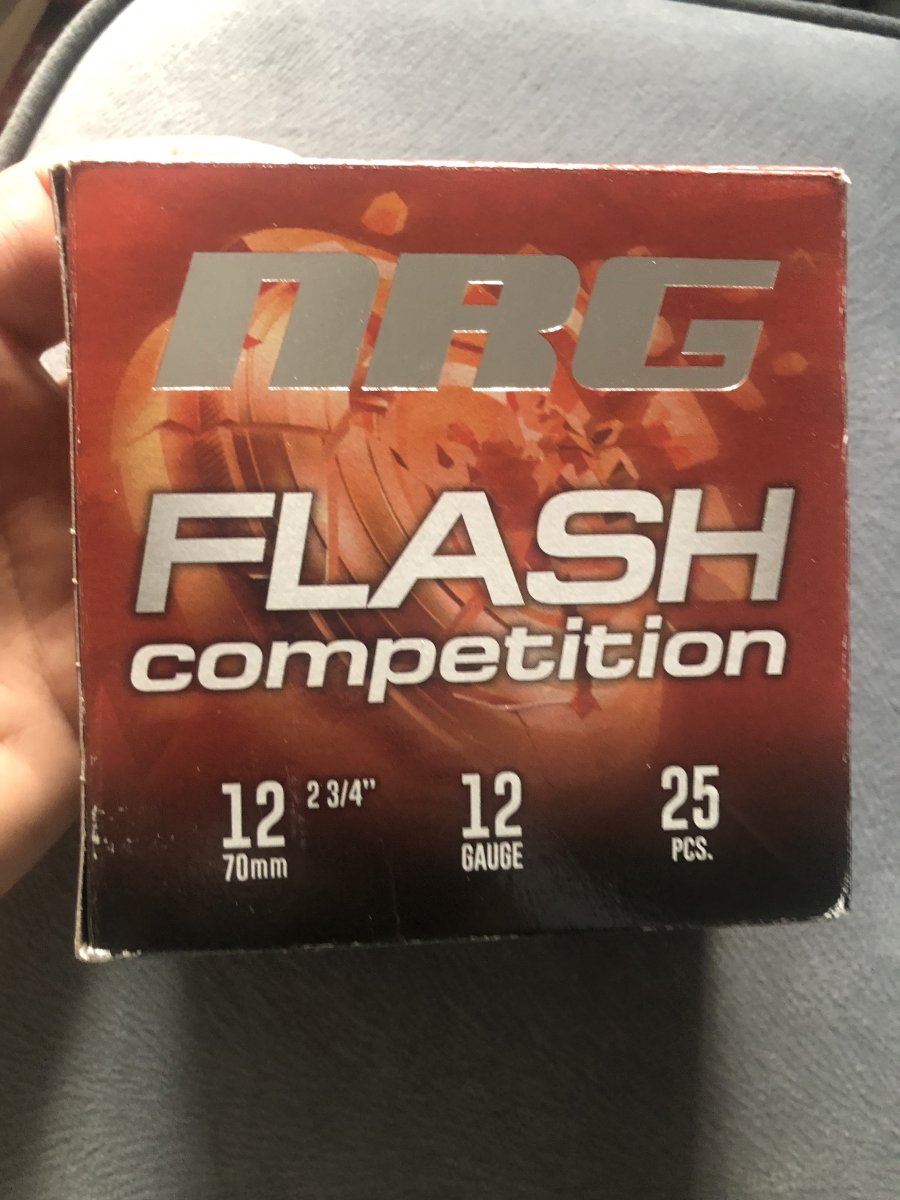 NRG
FLASH
competition
12 2 3/4"
70mm
12
GAUGE
25
PCS.